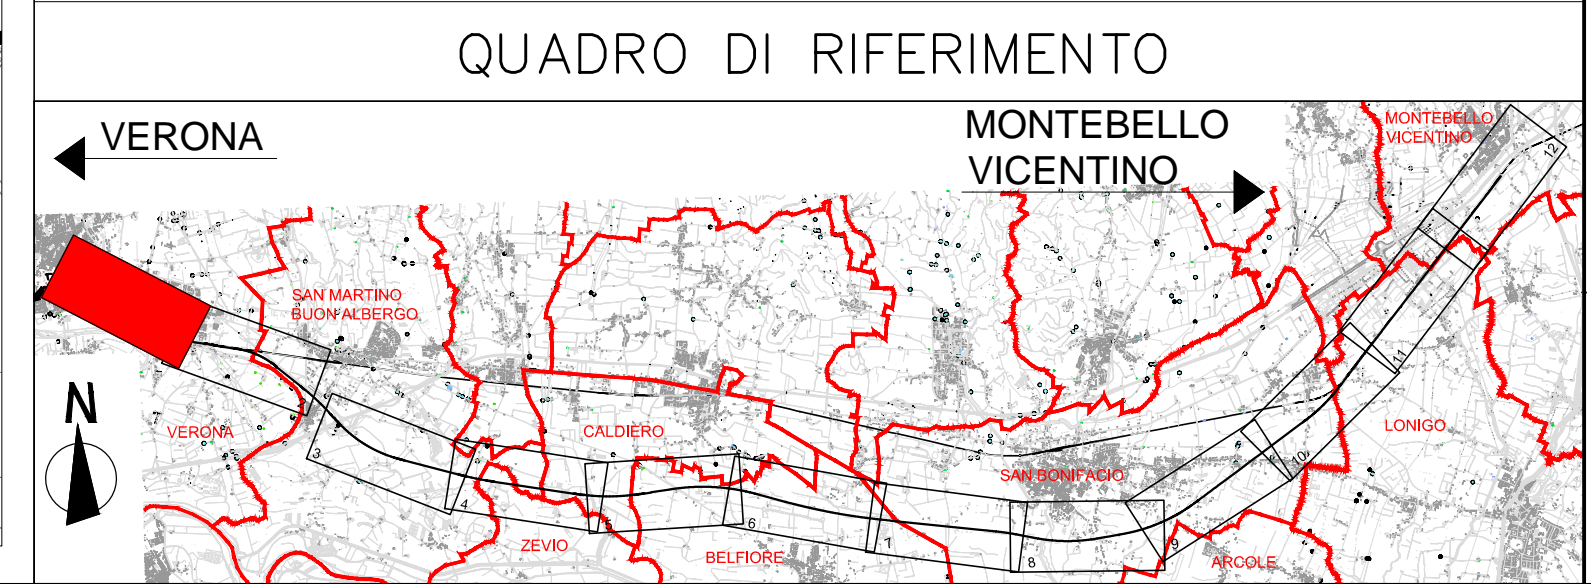 QUADRO DI RIFERIMENTO
VERONA
MONTEBELLO
VICENTINO
MONTEBELLO
VICENTINO
12
SAN MARTINO
BUON ALBERGO
N
VERONA
2
3
CALDIERO
LONIGO
11
10
SAN BONIFACIO
4
5
6
7
8
9
ZEVIO
BELFIORE
ARCOLE